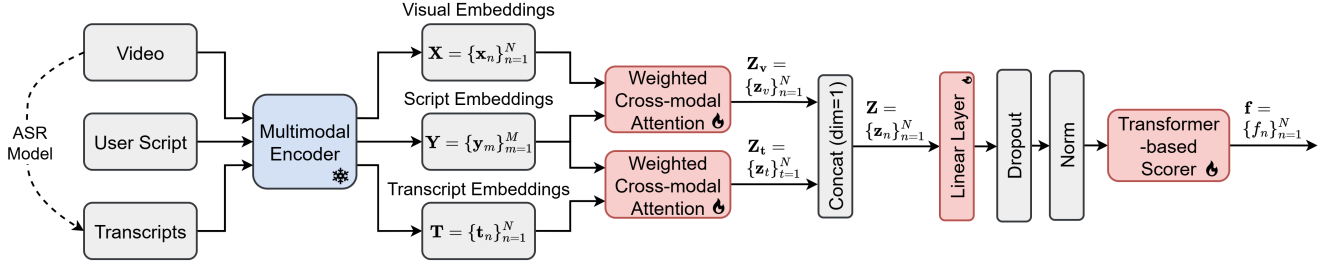 Video
ASR
Model
User Script
Transcripts
Multimodal
Encoder
Visual Embeddings
X = {x_n}_{n=1}^N
Script Embeddings
Y = {y_m}_{m=1}^M
Transcript Embeddings
T = {t_n}_{n=1}^N
Weighted
Cross-modal
Attention
Weighted
Cross-modal
Attention
Z_v =
{z_v}_{n=1}^N
Z_t =
{z_t}_{t=1}^N
Concat (dim=1)
Z =
{z_n}_{n=1}^N
Linear Layer
Dropout
Norm
Transformer
-based
Scorer
f =
{f_n}_{n=1}^N